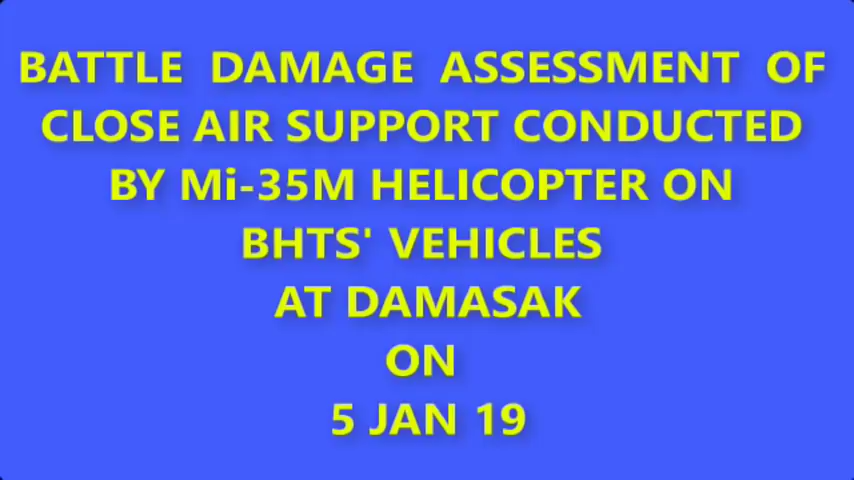 BATTLE DAMAGE ASSESSMENT OF
CLOSE AIR SUPPORT CONDUCTED
BY Mi-35M HELICOPTER ON
BHTS' VEHICLES
AT DAMASAK
ON
5 JAN 19